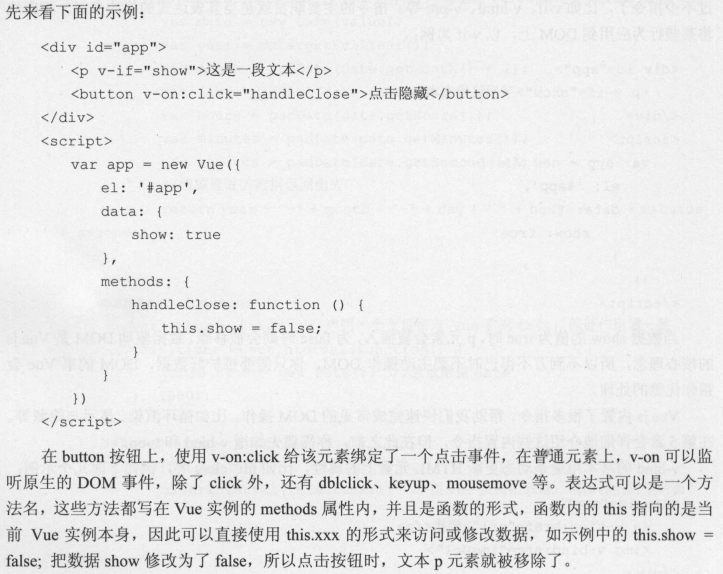 先来看下面的示例：
<div id="app">
<p v-if="show">这是一段文本</p>
<button v-on:click="handleClose">点击隐藏</button>
</div>
<script>
var app = new Vue({
el: '#app',
data: {
show: true
},
methods: {
handleClose: function () {
this.show = false;
}
}
})
</script>
在 button 按钮上，使用 v-on:click 给该元素绑定了一个点击事件，在普通元素上，v-on 可以监
听原生的 DOM 事件，除了 click 外，还有 dblclick、keyup、mousemove 等。表达式可以是一个方
法名，这些方法都写在 Vue 实例的 methods 属性内，并且是函数的形式，函数内的 this 指向的是当
前 Vue 实例本身，因此可以直接使用 this.xxx 的形式来访问或修改数据，如示例中的 this.show =
false; 把数据 show 修改为了 false，所以点击按钮时，文本 p 元素就被移除了。